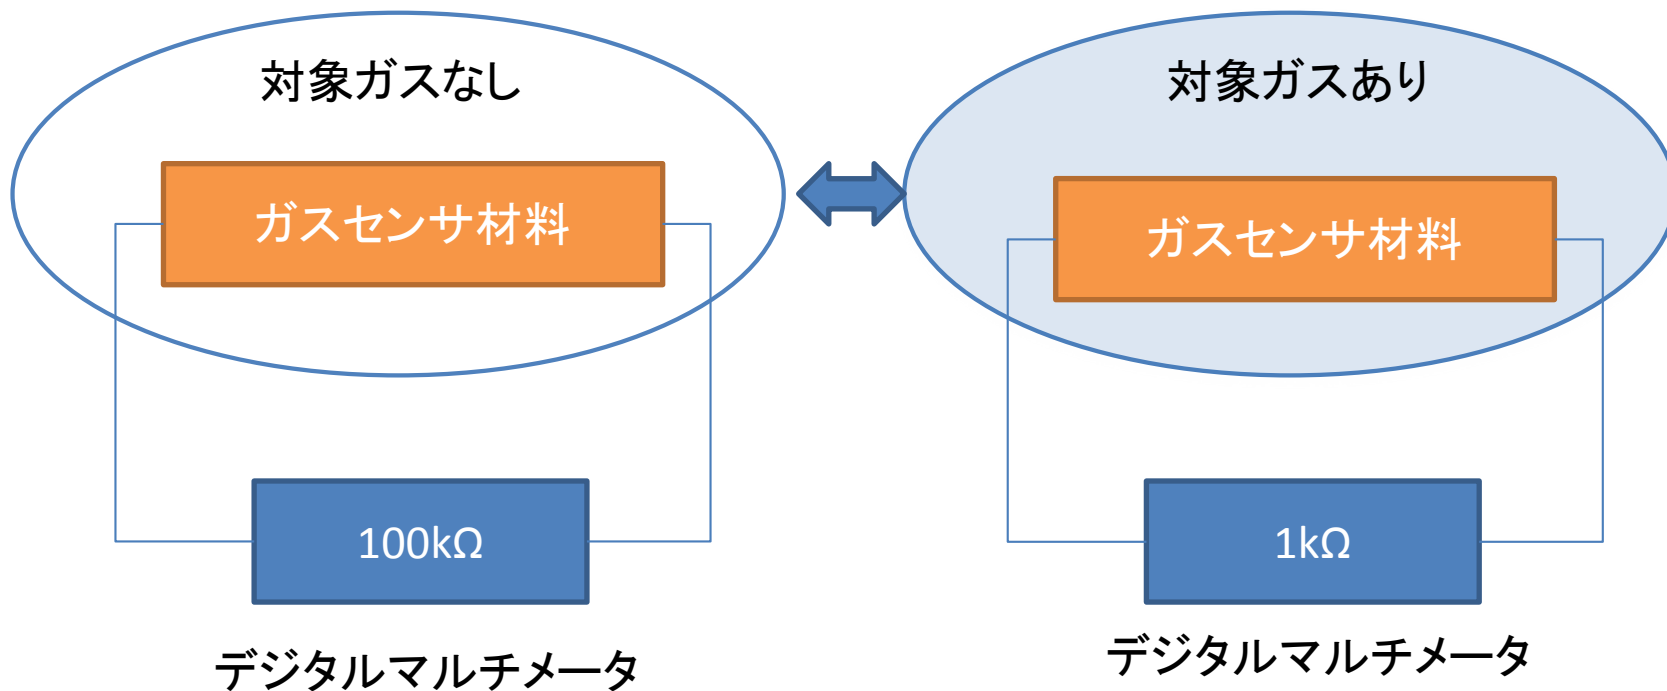 対象ガスなし
ガスセンサ材料
100kΩ
デジタルマルチメータ
対象ガスあり
ガスセンサ材料
1kΩ
デジタルマルチメータ